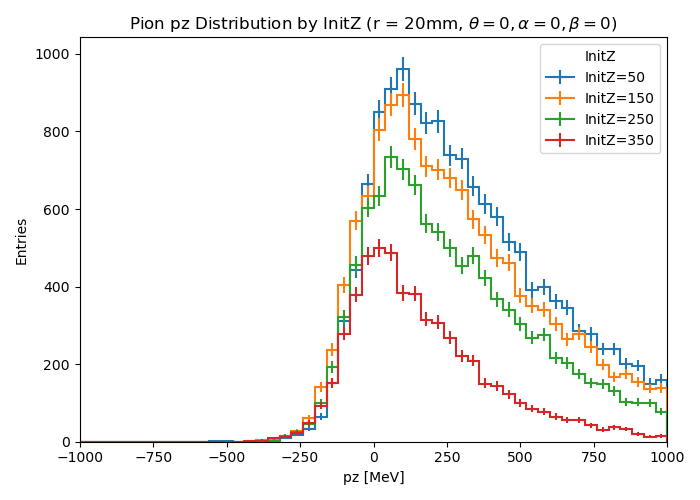 Pion pz Distribution by InitZ (r = 20mm, θ = 0, α = 0, β = 0)
InitZ
InitZ=50
InitZ=150
InitZ=250
InitZ=350
Entries
1000
800
600
400
200
0
−1000 −750 −500 −250 0 250 500 750 1000
pz [MeV]